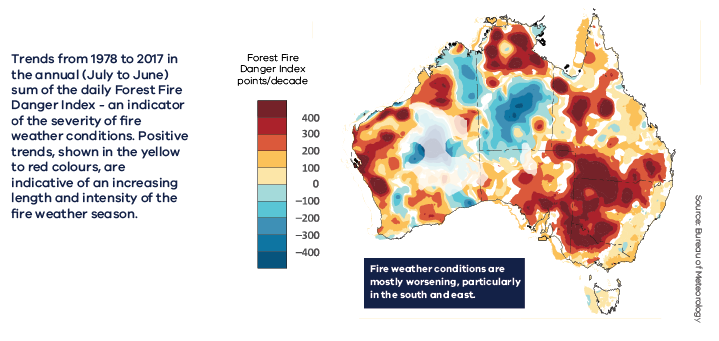 Trends from 1978 to 2017 in
the annual (July to June)
sum of the daily Forest Fire
Danger Index - an indicator
of the severity of fire
weather conditions. Positive
trends, shown in the yellow
to red colours, are
indicative of an increasing
length and intensity of the
fire weather season.
Forest Fire
Danger Index
points/decade
400
300
200
100
0
−100
−200
−300
−400
Fire weather conditions are
mostly worsening, particularly
in the south and east.
Source: Bureau of Meteorology